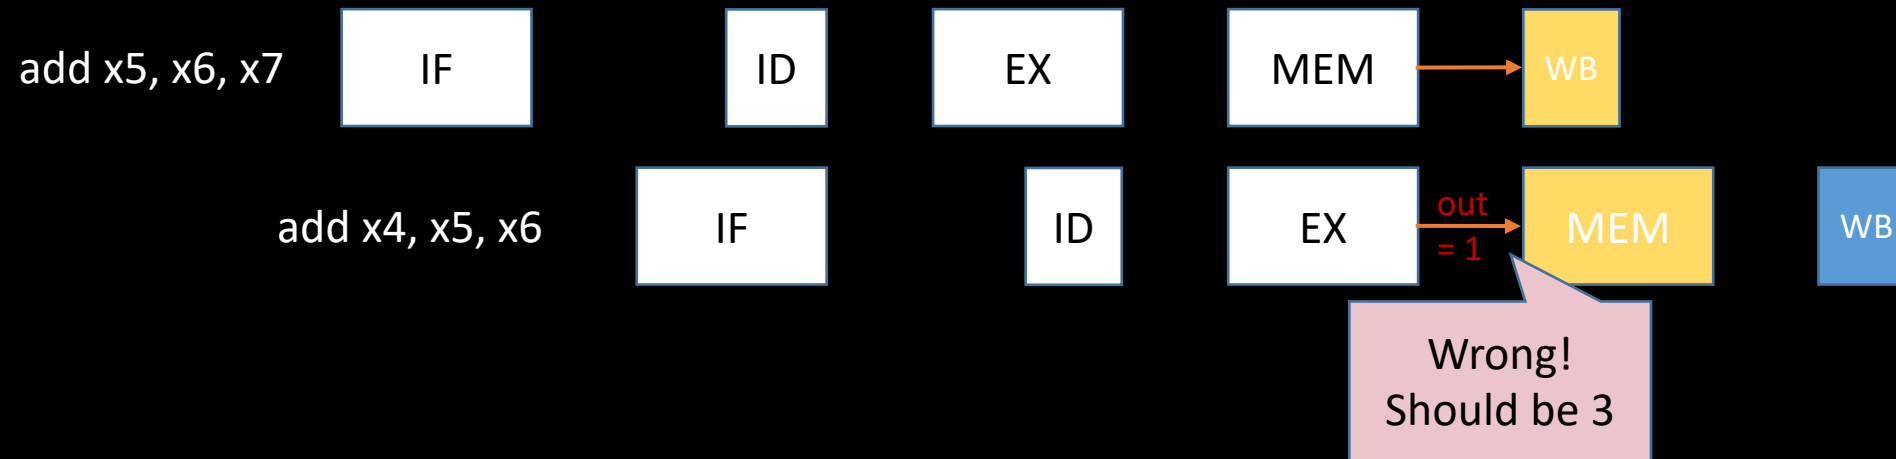 add x5, x6, x7 IF ID EX MEM WB
add x4, x5, x6 IF ID EX out = 1 MEM WB
Wrong!
Should be 3